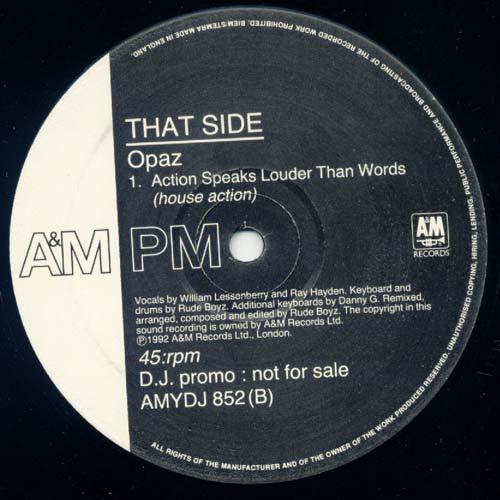 THAT SIDE
Opaz
1. Action Speaks Louder Than Words
(house action)
A&M PM
A&M
RECORDS
Vocals by William Lessonberry and Ray Hayden. Keyboard and
drums by Rude Boyz. Additional keyboards by Danny G. Remixed,
arranged, composed and edited by Rude Boyz. The copyright in this
sound recording is owned by A&M Records Ltd.
℗1992 A&M Records Ltd., London.
45:rpm
D.J. promo : not for sale
AMYDJ 852 (B)
ALL RIGHTS OF THE MANUFACTURER AND OF THE OWNER OF THE WORK PRODUCED RESERVED. UNAUTHORISED COPYING, HIRING, LENDING, PUBLIC PERFORMANCE AND BROADCASTING OF THE RECORDED WORK PROHIBITED. BIEM/STEMRA MADE IN ENGLAND.